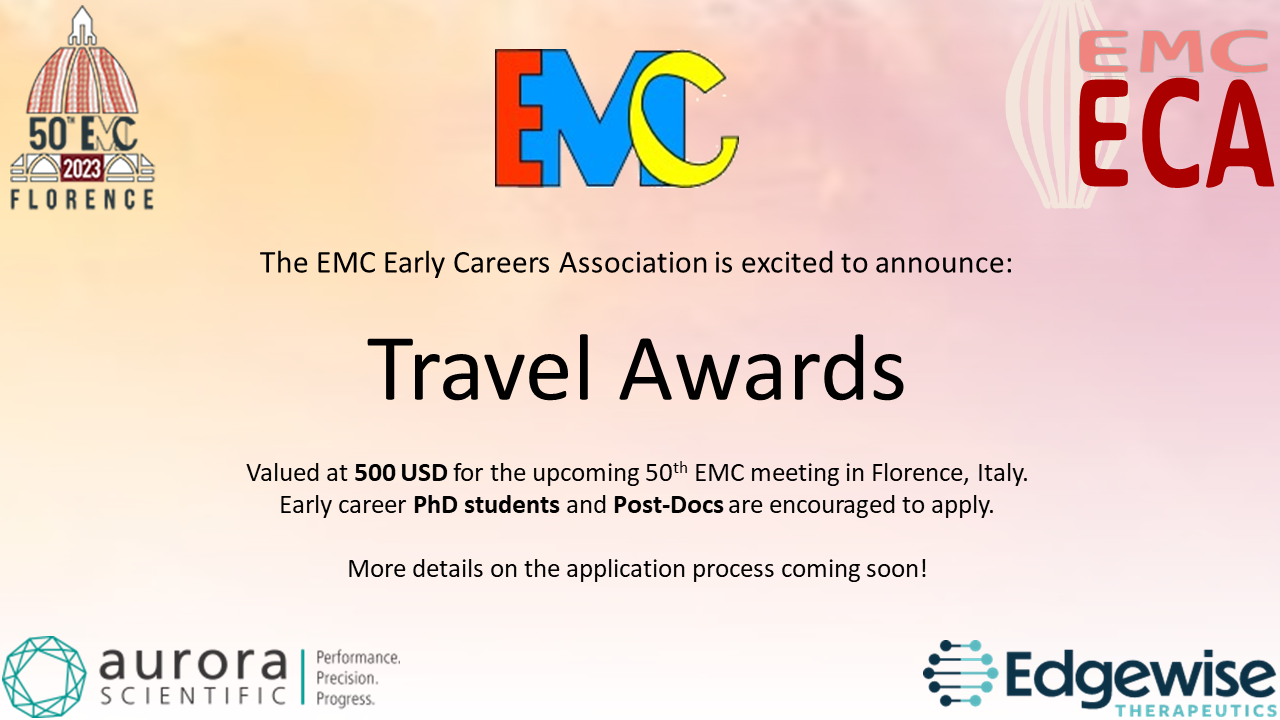 50TH EMC
2023
FLORENCE
EMC
EMC
ECA
The EMC Early Careers Association is excited to announce:
Travel Awards
Valued at 500 USD for the upcoming 50th EMC meeting in Florence, Italy.
Early career PhD students and Post-Docs are encouraged to apply.
More details on the application process coming soon!
aurora
SCIENTIFIC
Performance.
Precision.
Progress.
Edgewise
THERAPEUTICS